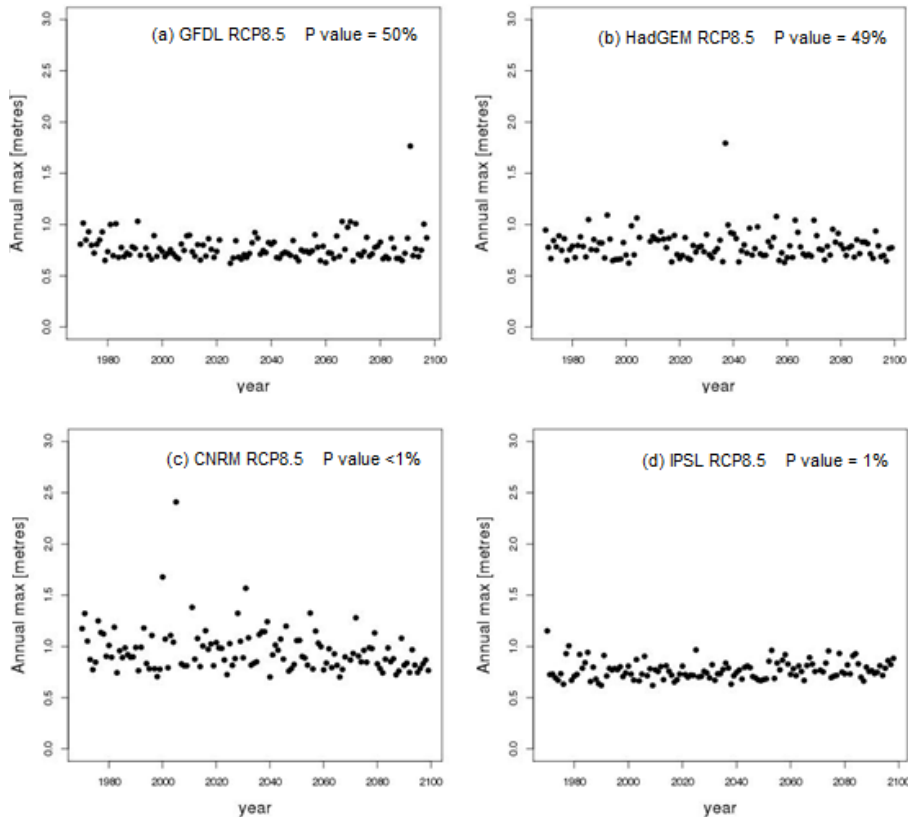 (a) GFDL RCP8.5 P value = 50%
Annual max [metres]
3.0
2.5
2.0
1.5
1.0
0.5
0.0
1980 2000 2020 2040 2060 2080 2100
year
(b) HadGEM RCP8.5 P value = 49%
Annual max [metres]
3.0
2.5
2.0
1.5
1.0
0.5
0.0
1980 2000 2020 2040 2060 2080 2100
year
(c) CNRM RCP8.5 P value <1%
Annual max [metres]
3.0
2.5
2.0
1.5
1.0
0.5
0.0
1980 2000 2020 2040 2060 2080 2100
year
(d) IPSL RCP8.5 P value = 1%
Annual max [metres]
3.0
2.5
2.0
1.5
1.0
0.5
0.0
1980 2000 2020 2040 2060 2080 2100
year